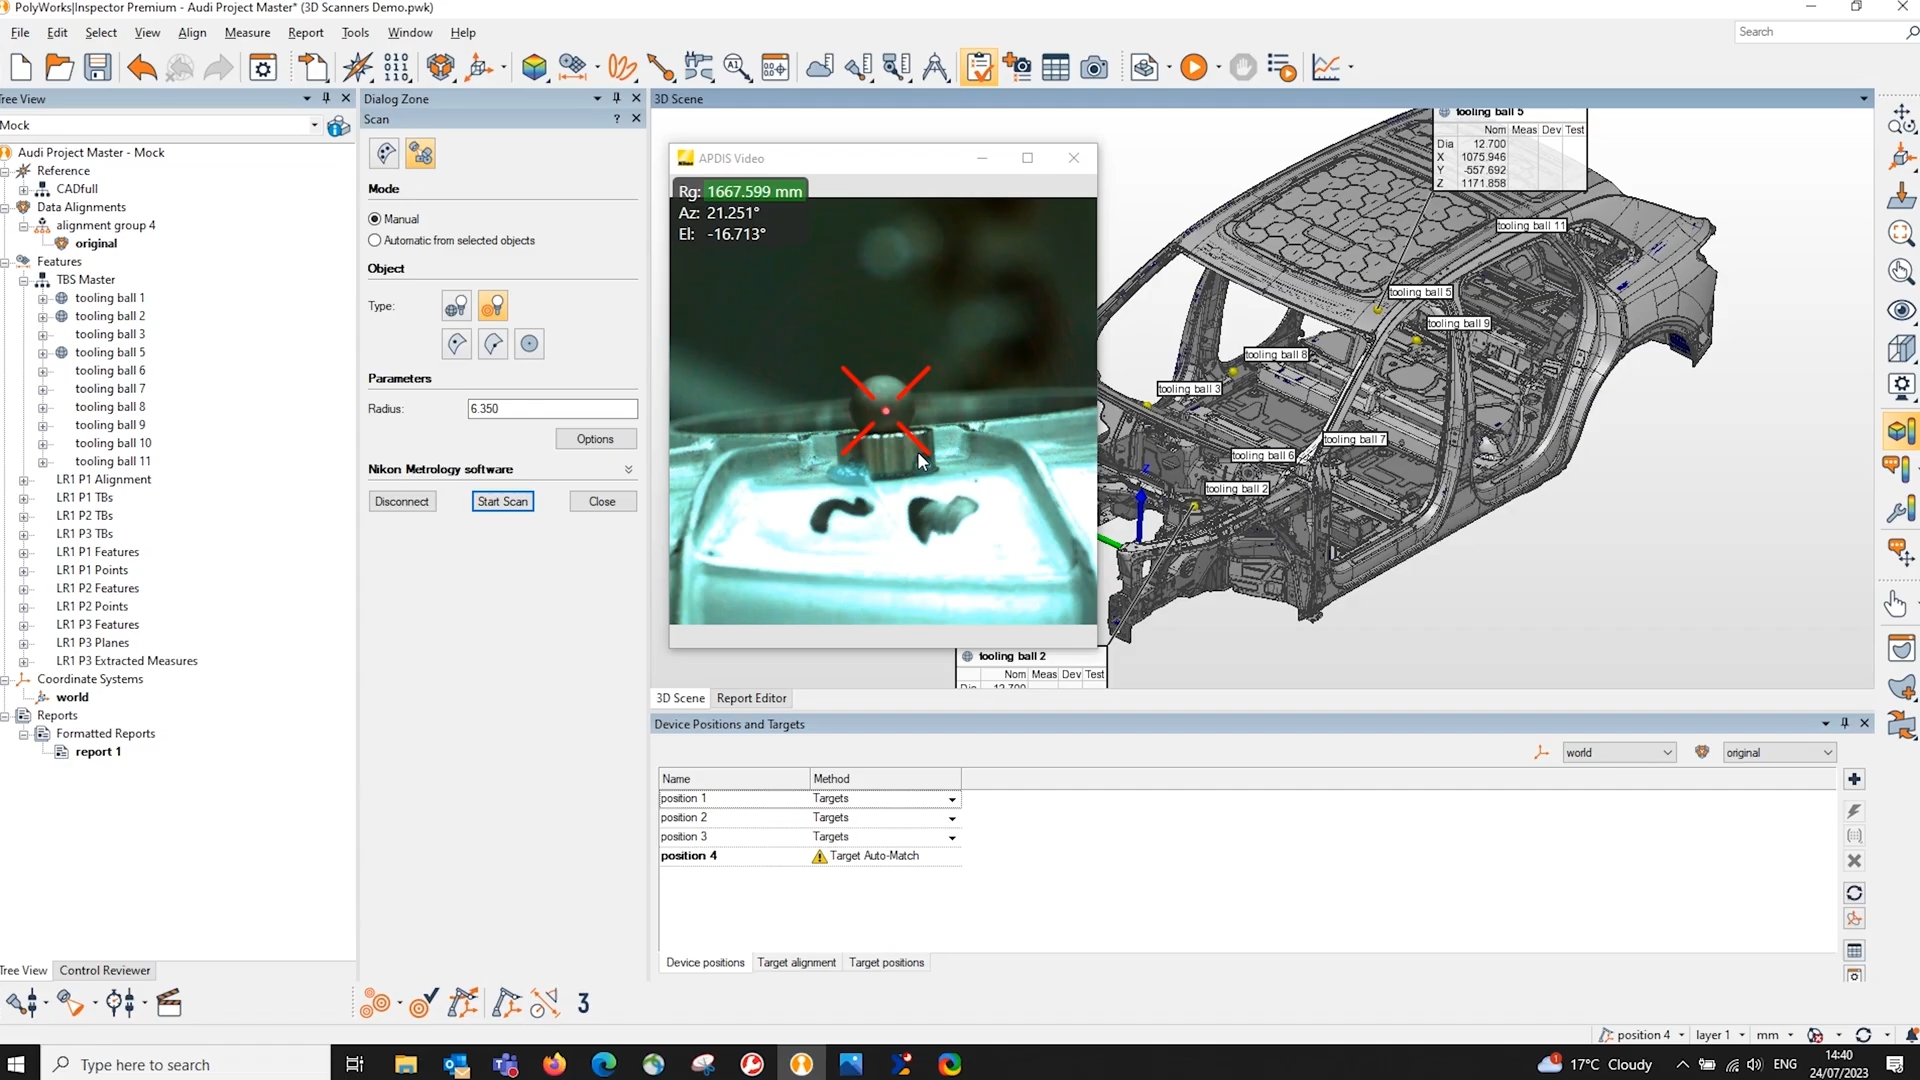 PolyWorks|Inspector Premium - Audi Project Master* (3D Scanners Demo.pwk)
File Edit Select View Align Measure Report Tools Window Help
Search
Tree View
Mock
Audi Project Master - Mock
Reference
CADfull
Data Alignments
alignment group 4
original
Features
TBS Master
tooling ball 1
tooling ball 2
tooling ball 3
tooling ball 5
tooling ball 6
tooling ball 7
tooling ball 8
tooling ball 9
tooling ball 10
tooling ball 11
LR1 P1 Alignment
LR1 P1 TBs
LR1 P2 TBs
LR1 P3 TBs
LR1 P1 Features
LR1 P1 Points
LR1 P2 Features
LR1 P2 Points
LR1 P3 Features
LR1 P3 Planes
LR1 P3 Extracted Measures
Coordinate Systems
world
Reports
Formatted Reports
report 1
Tree View Control Reviewer
Dialog Zone
Scan
Mode
Manual
Automatic from selected objects
Object
Type:
Parameters
Radius: 6.350
Options
Nikon Metrology software
Disconnect Start Scan Close
3D Scene
APDIS Video
Rg: 1667.599 mm
Az: 21.251°
El: -16.713°
tooling ball 5
Nom Meas Dev Test
Dia 12.700
X 1075.946
Y -557.692
Z 1171.858
tooling ball 11
tooling ball 5
tooling ball 9
tooling ball 8
tooling ball 3
tooling ball 7
tooling ball 6
tooling ball 2
Z
tooling ball 2
Nom Meas Dev Test
Dia 12.700
3D Scene Report Editor
Device Positions and Targets
world original
Name Method
position 1 Targets
position 2 Targets
position 3 Targets
position 4 Target Auto-Match
Device positions Target alignment Target positions
3
position 4 layer 1 mm
Type here to search
17°C Cloudy ENG
14:40
24/07/2023